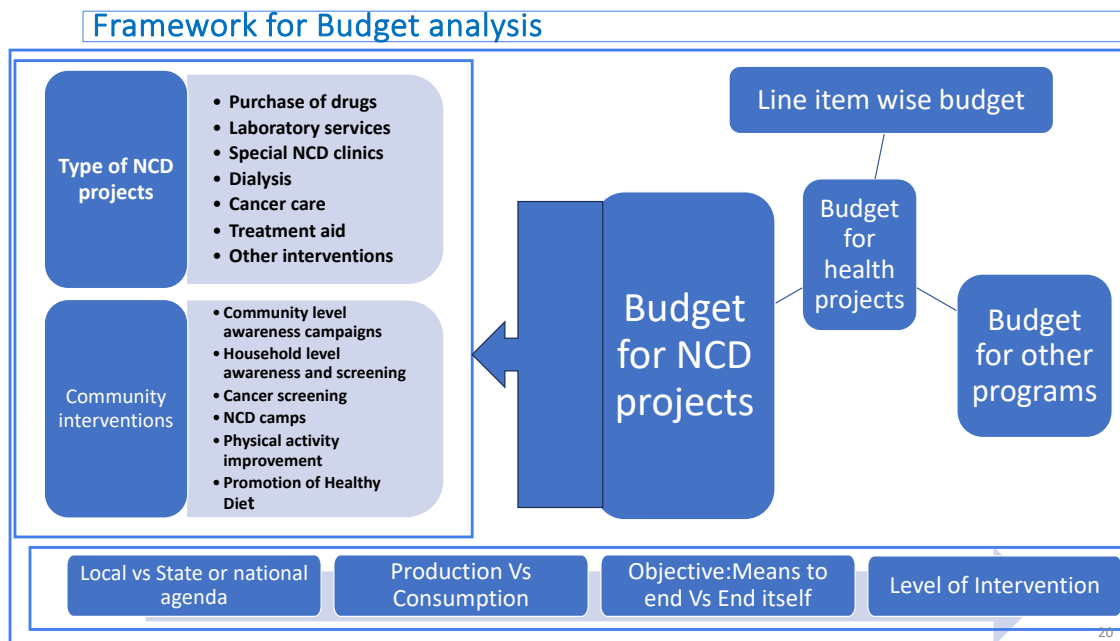 Framework for Budget analysis
Type of NCD
projects
• Purchase of drugs
• Laboratory services
• Special NCD clinics
• Dialysis
• Cancer care
• Treatment aid
• Other interventions
Community
interventions
• Community level
awareness campaigns
• Household level
awareness and screening
• Cancer screening
• NCD camps
• Physical activity
improvement
• Promotion of Healthy
Diet
Budget
for NCD
projects
Line item wise budget
Budget
for
health
projects
Budget
for other
programs
Local vs State or national
agenda
Production Vs
Consumption
Objective:Means to
end Vs End itself
Level of Intervention
20